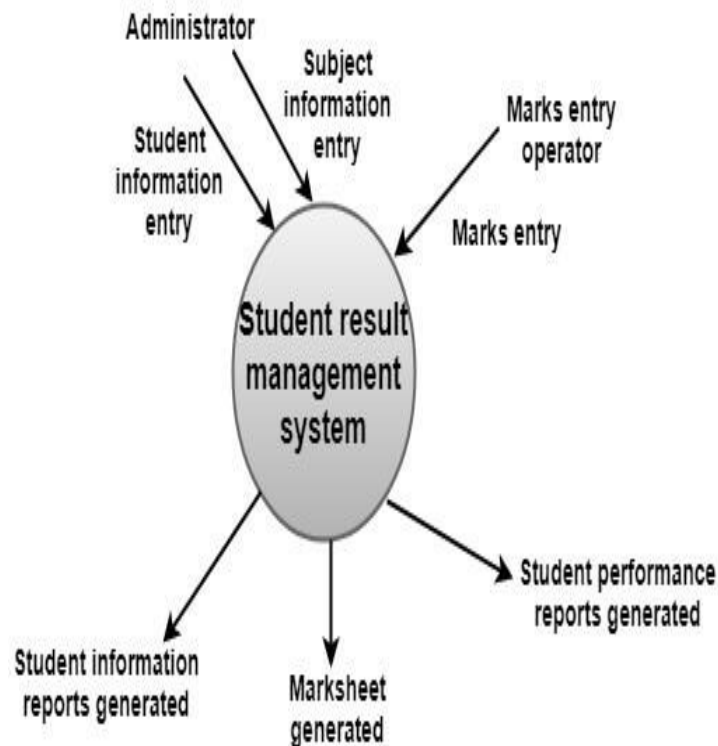 Administrator
Subject
information
entry
Student
information
entry
Marks entry
operator
Marks entry
Student result
management
system
Student performance
reports generated
Student information
reports generated
Marksheet
generated